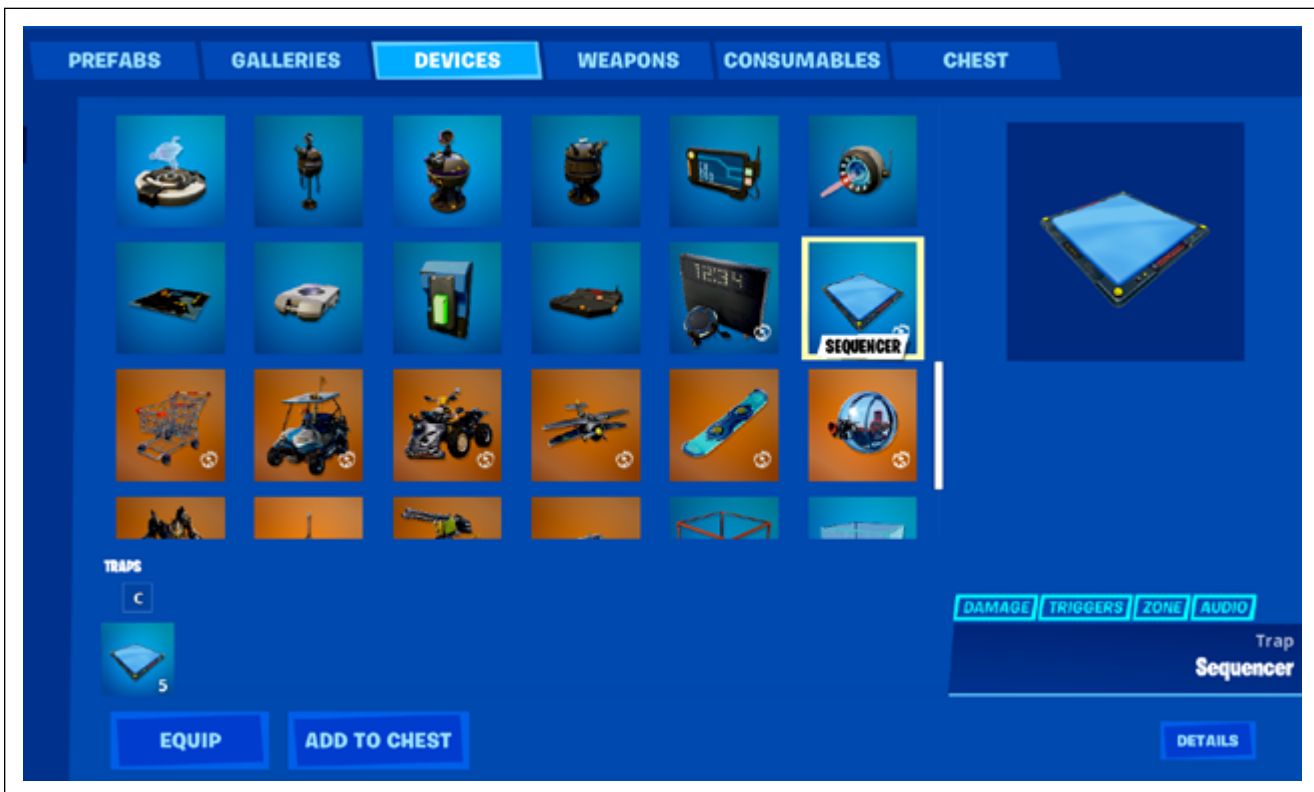 PREFABS GALLERIES DEVICES WEAPONS CONSUMABLES CHEST
12:34
SEQUENCER
TRAPS
C
5
DAMAGE TRIGGERS ZONE AUDIO
Trap
Sequencer
EQUIP ADD TO CHEST DETAILS